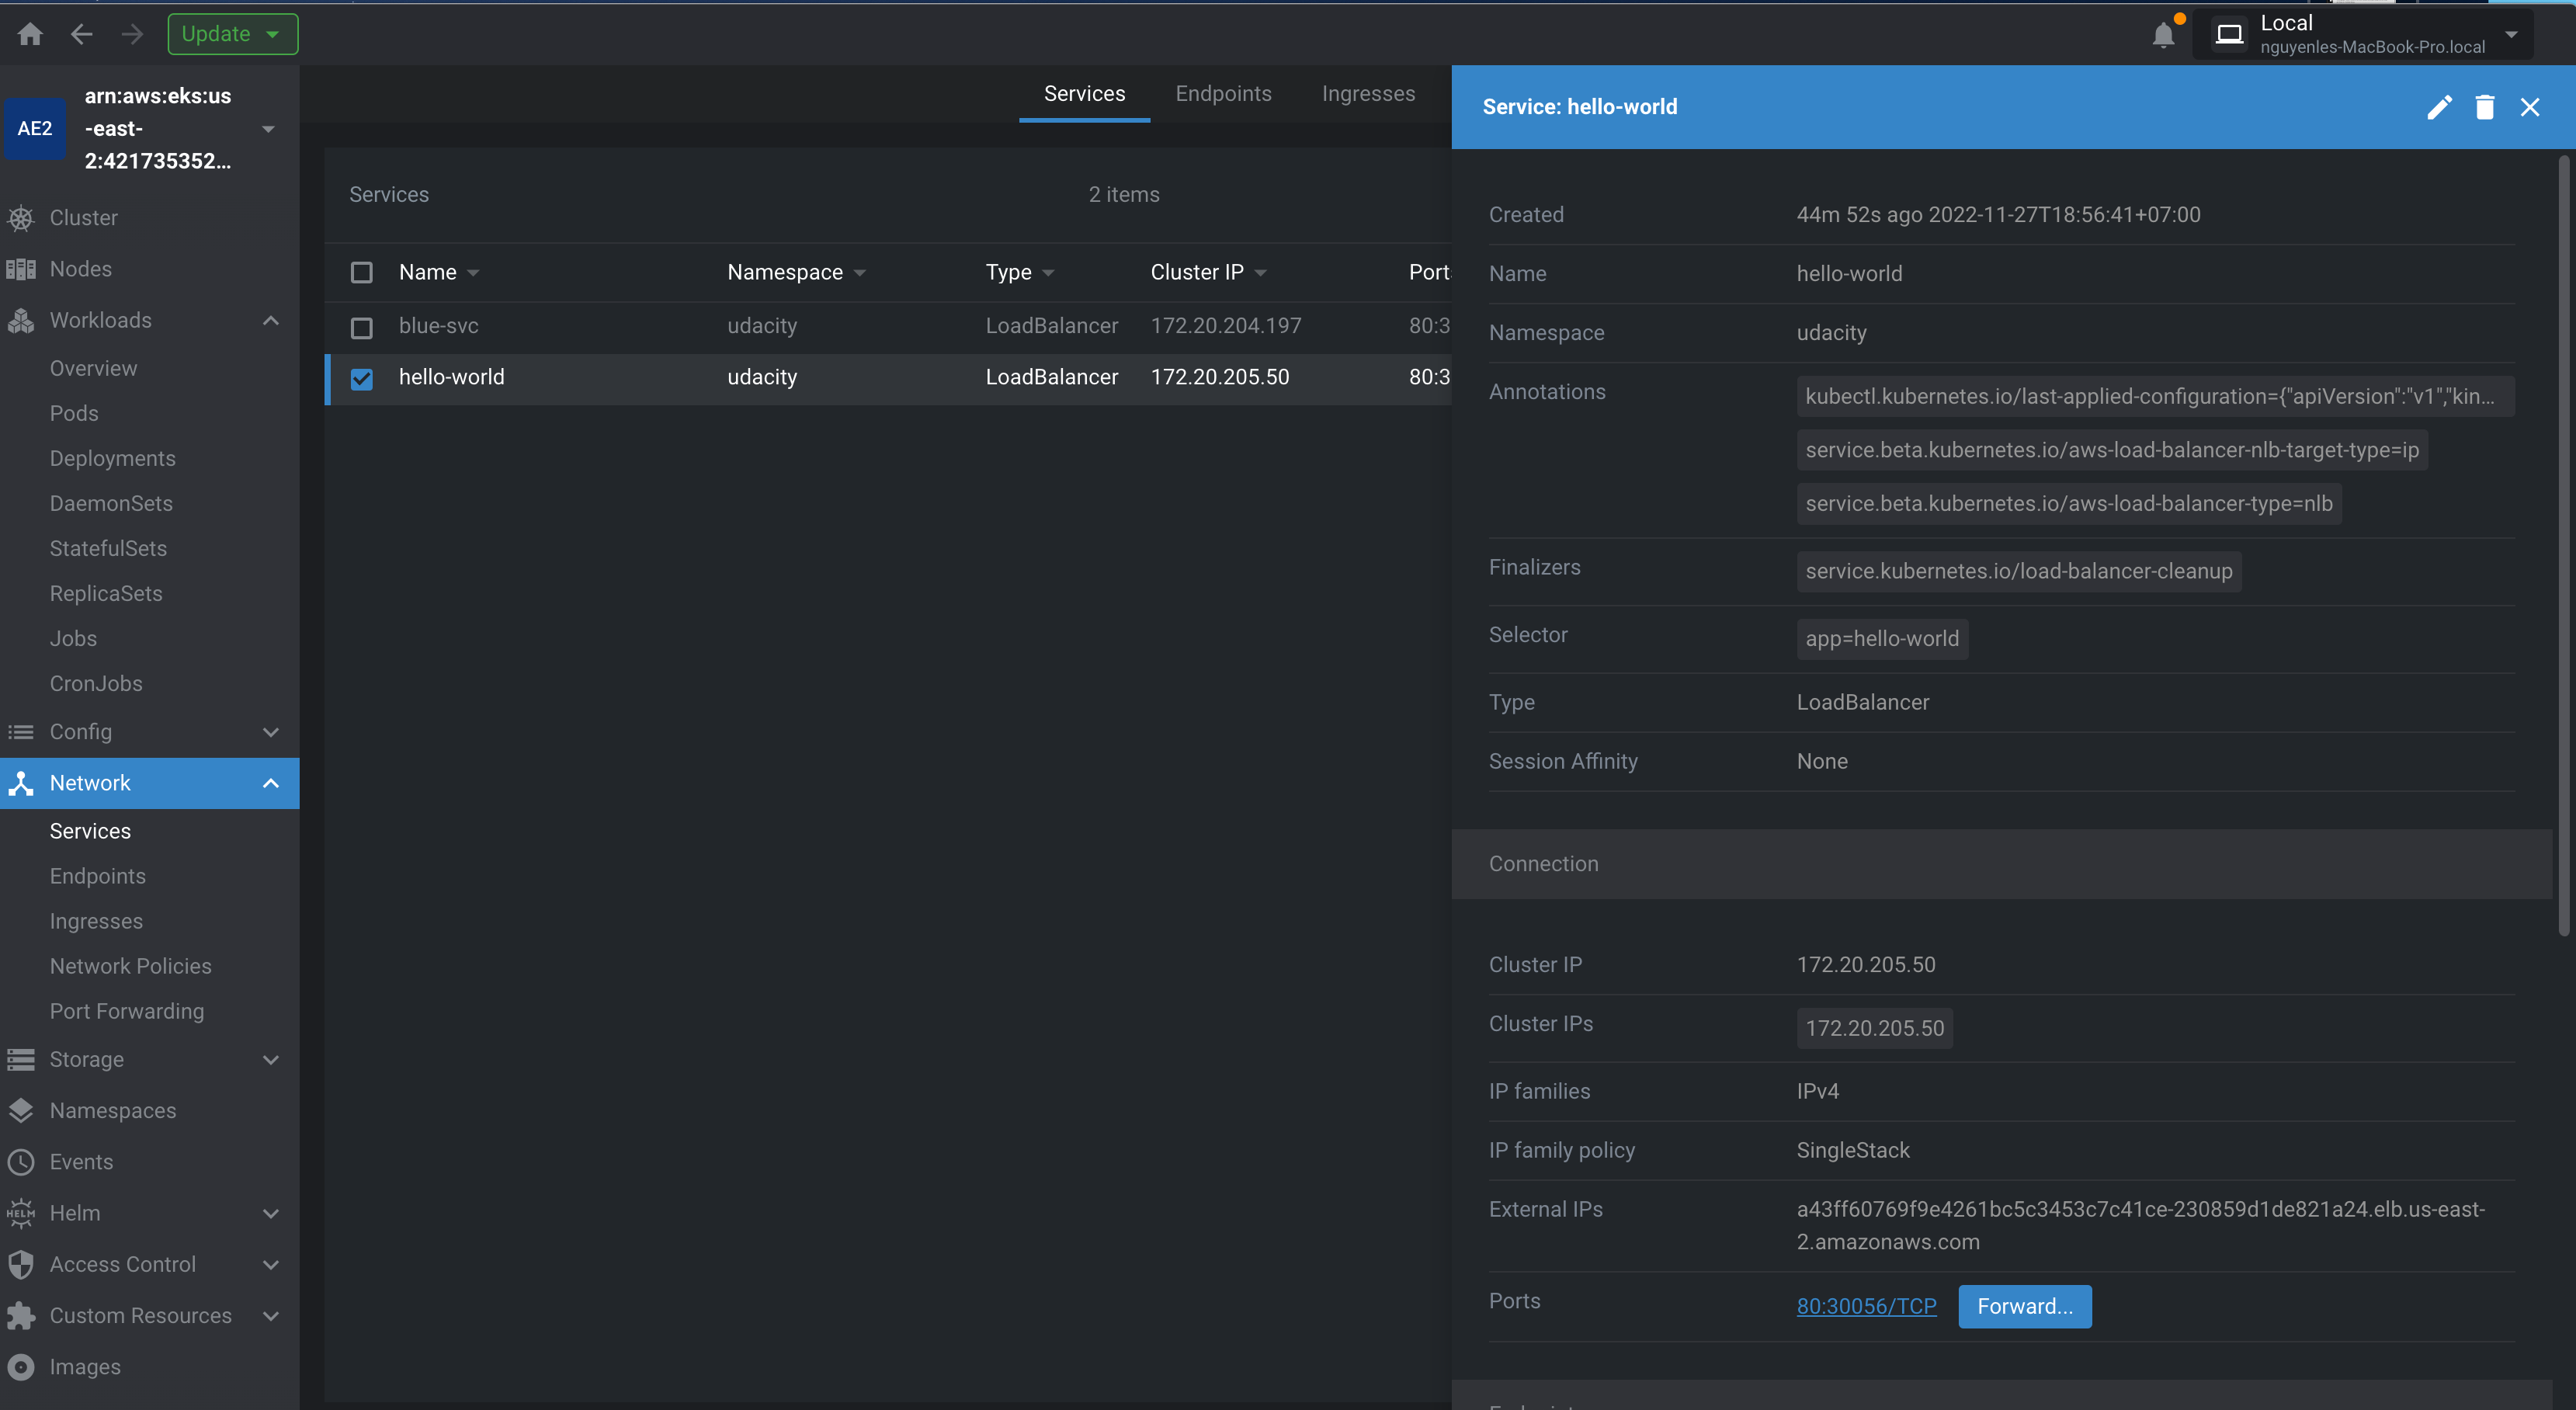 Update
Local
nguyenles-MacBook-Pro.local
AE2
arn:aws:eks:us
-east-
2:421735352...
Cluster
Nodes
Workloads
Overview
Pods
Deployments
DaemonSets
StatefulSets
ReplicaSets
Jobs
CronJobs
Config
Network
Services
Endpoints
Ingresses
Network Policies
Port Forwarding
Storage
Namespaces
Events
HELM
Helm
Access Control
Custom Resources
Images
Services Endpoints Ingresses
Services 2 items
Name Namespace Type Cluster IP Port
blue-svc udacity LoadBalancer 172.20.204.197 80:3
hello-world udacity LoadBalancer 172.20.205.50 80:3
Service: hello-world
Created 44m 52s ago 2022-11-27T18:56:41+07:00
Name hello-world
Namespace udacity
Annotations kubectl.kubernetes.io/last-applied-configuration={"apiVersion":"v1","kin...
service.beta.kubernetes.io/aws-load-balancer-nlb-target-type=ip
service.beta.kubernetes.io/aws-load-balancer-type=nlb
Finalizers service.kubernetes.io/load-balancer-cleanup
Selector app=hello-world
Type LoadBalancer
Session Affinity None
Connection
Cluster IP 172.20.205.50
Cluster IPs 172.20.205.50
IP families IPv4
IP family policy SingleStack
External IPs a43ff60769f9e4261bc5c3453c7c41ce-230859d1de821a24.elb.us-east-
2.amazonaws.com
Ports 80:30056/TCP Forward...